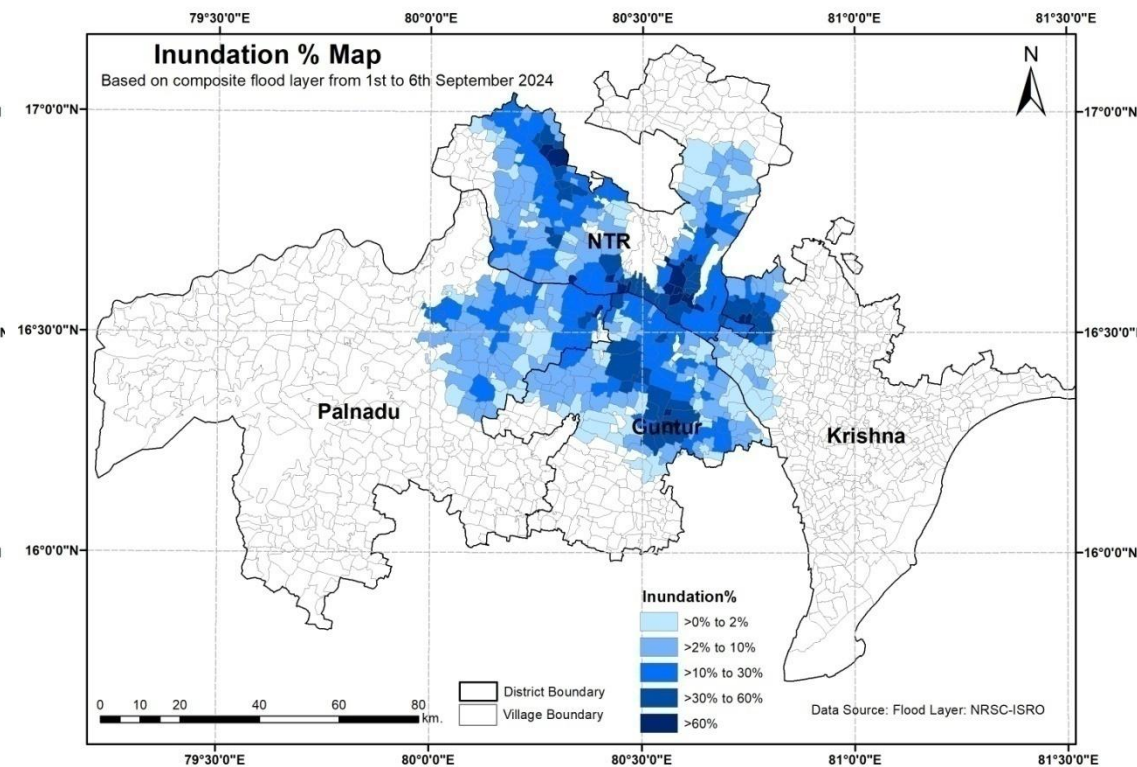 79°30'0"E 80°0'0"E 80°30'0"E 81°0'0"E 81°30'0"E
Inundation % Map
Based on composite flood layer from 1st to 6th September 2024
N
17°0'0"N 17°0'0"N
NTR
16°30'0"N 16°30'0"N
Palnadu
Guntur
Krishna
16°0'0"N 16°0'0"N
Inundation%
>0% to 2%
>2% to 10%
>10% to 30%
>30% to 60%
>60%
District Boundary
Village Boundary
0 10 20 40 60 80 km.
Data Source: Flood Layer: NRSC-ISRO
79°30'0"E 80°0'0"E 80°30'0"E 81°0'0"E 81°30'0"E